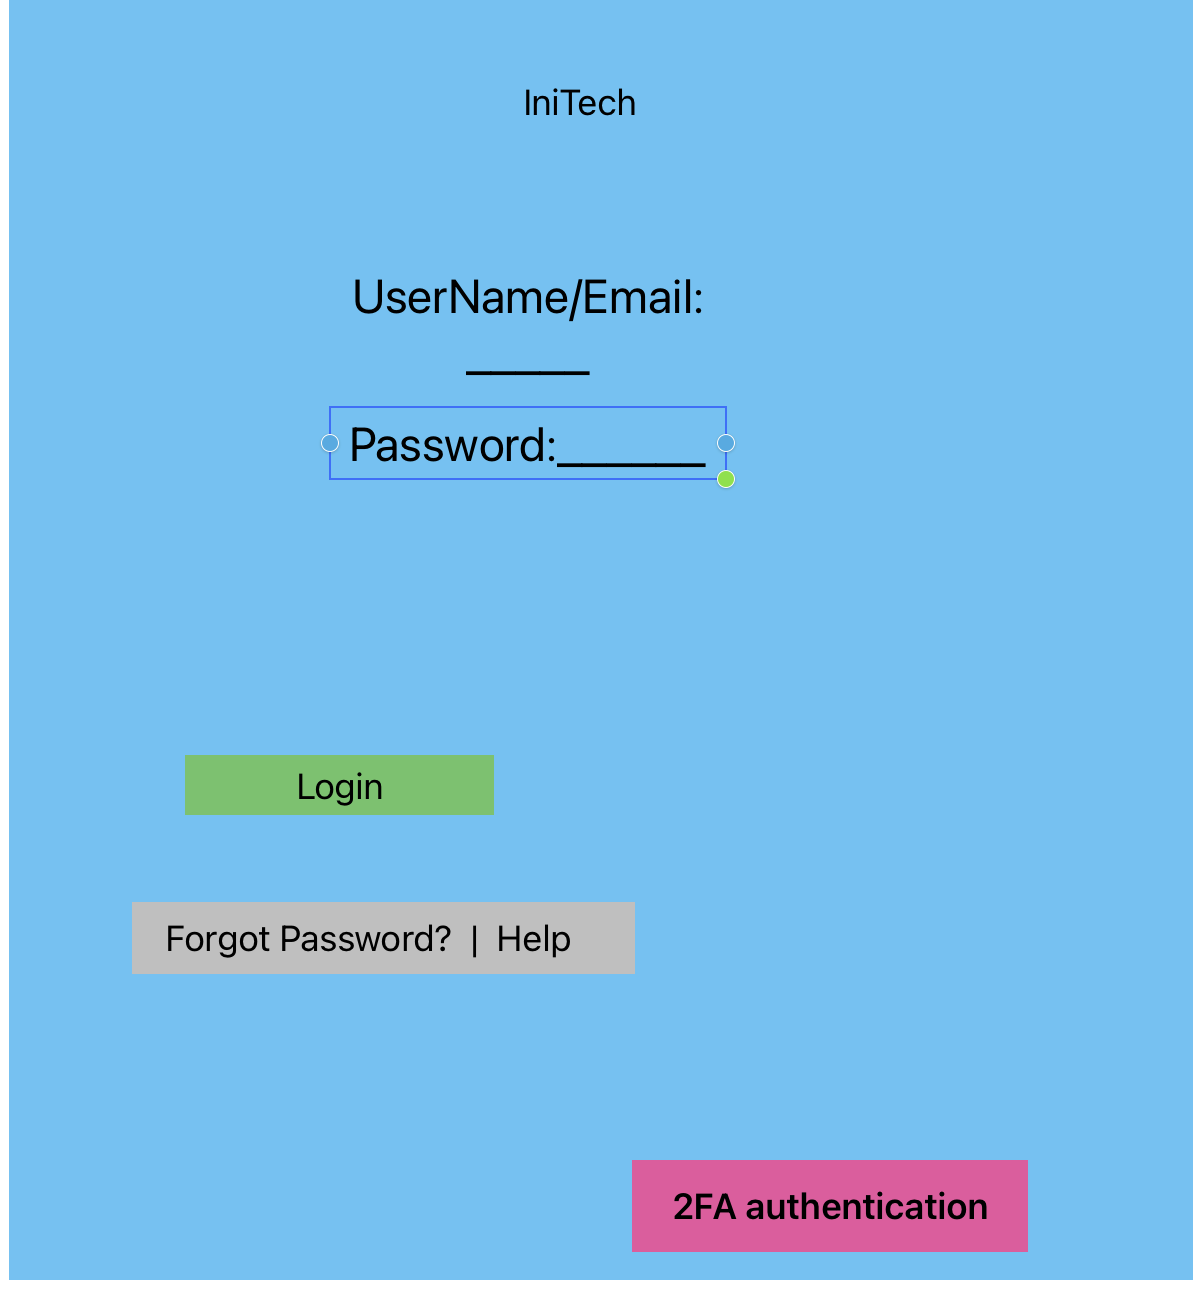 IniTech
UserName/Email:
_____
Password:______
Login
Forgot Password? | Help
2FA authentication